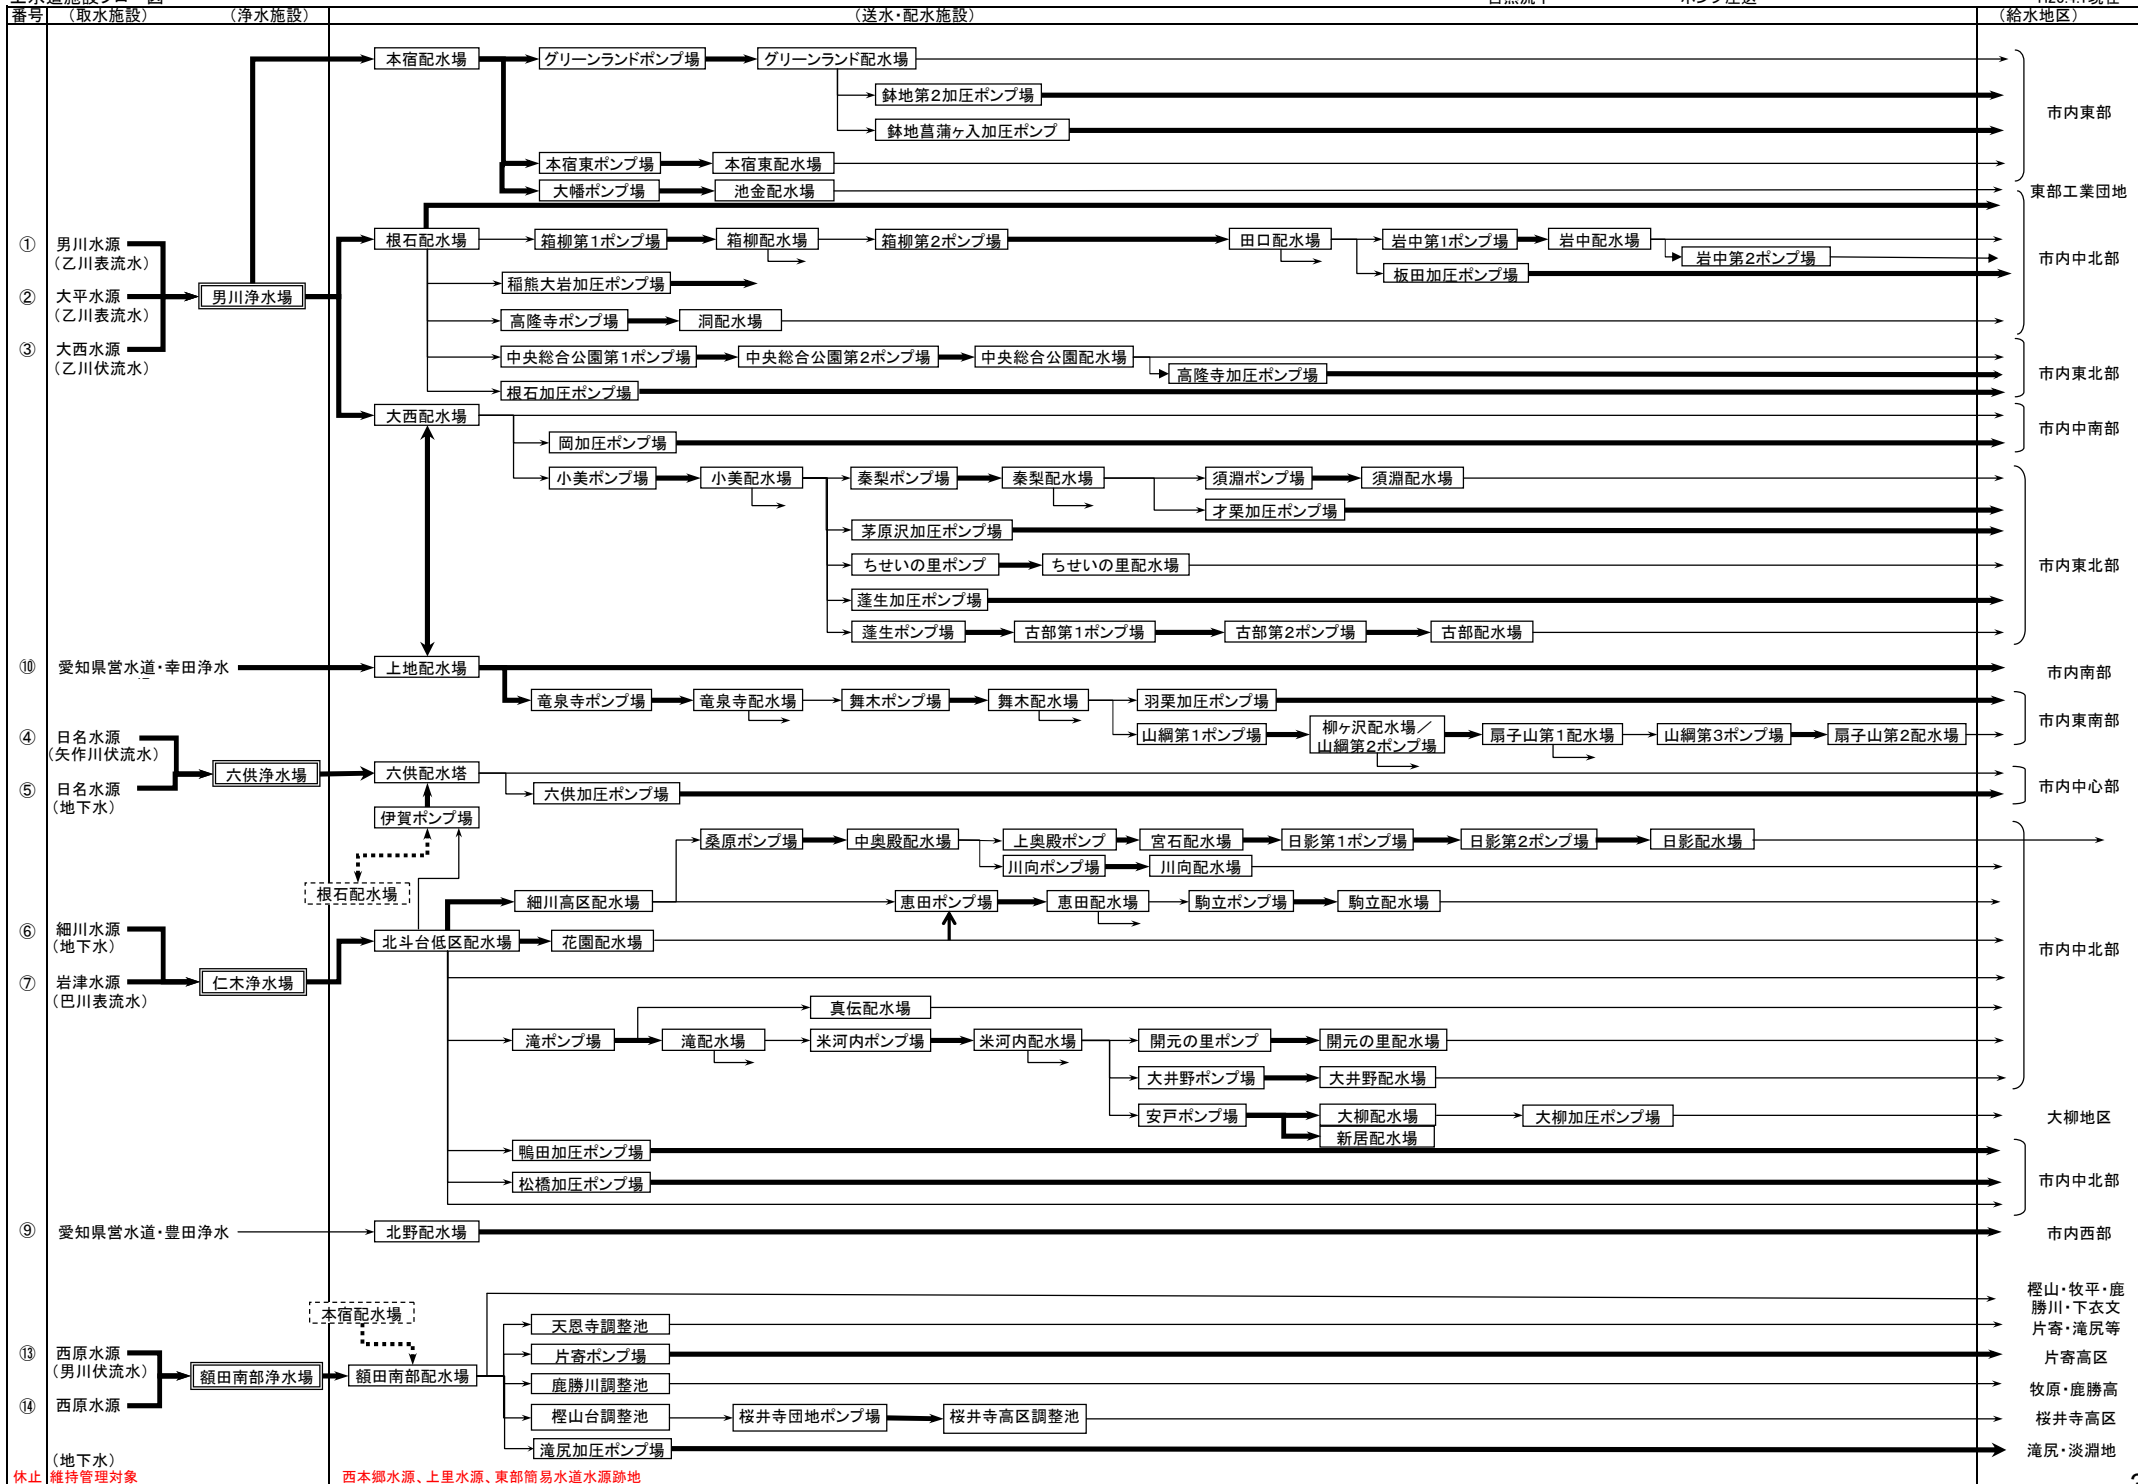 番号 （取水施設） （浄水施設） （送水・配水施設） （給水地区）
本宿配水場 グリーンランドポンプ場 グリーンランド配水場
鉢地第2加圧ポンプ場
市内東部
鉢地菖蒲ヶ入加圧ポンプ
本宿東ポンプ場 本宿東配水場
大幡ポンプ場 池金配水場 東部工業団地
① 男川水源 根石配水場 箱柳第1ポンプ場 箱柳配水場 箱柳第2ポンプ場 田口配水場 岩中第1ポンプ場 岩中配水場
（乙川表流水） 岩中第2ポンプ場 市内中北部
稲熊大岩加圧ポンプ場 板田加圧ポンプ場
② 大平水源 男川浄水場
（乙川表流水） 高隆寺ポンプ場 洞配水場
③ 大西水源 中央総合公園第1ポンプ場 中央総合公園第2ポンプ場 中央総合公園配水場
（乙川伏流水） 高隆寺加圧ポンプ場 市内東北部
根石加圧ポンプ場
大西配水場
岡加圧ポンプ場 市内中南部
小美ポンプ場 小美配水場 秦梨ポンプ場 秦梨配水場 須淵ポンプ場 須淵配水場
才栗加圧ポンプ場
茅原沢加圧ポンプ場
ちせいの里ポンプ ちせいの里配水場 市内東北部
蓬生加圧ポンプ場
蓬生ポンプ場 古部第1ポンプ場 古部第2ポンプ場 古部配水場
⑩ 愛知県営水道・幸田浄水 上地配水場 市内南部
竜泉寺ポンプ場 竜泉寺配水場 舞木ポンプ場 舞木配水場 羽栗加圧ポンプ場
市内東南部
④ 日名水源 山綱第1ポンプ場 柳ヶ沢配水場／
山綱第2ポンプ場 扇子山第1配水場 山綱第3ポンプ場 扇子山第2配水場
（矢作川伏流水）
六供浄水場 六供配水塔
⑤ 日名水源 六供加圧ポンプ場 市内中心部
（地下水）
伊賀ポンプ場
桑原ポンプ場 中奥殿配水場 上奥殿ポンプ 宮石配水場 日影第1ポンプ場 日影第2ポンプ場 日影配水場
川向ポンプ場 川向配水場
根石配水場
細川高区配水場 恵田ポンプ場 恵田配水場 駒立ポンプ場 駒立配水場
⑥ 細川水源
（地下水） 北斗台低区配水場 花園配水場 市内中北部
⑦ 岩津水源 仁木浄水場
（巴川表流水）
真伝配水場
滝ポンプ場 滝配水場 米河内ポンプ場 米河内配水場 開元の里ポンプ 開元の里配水場
大井野ポンプ場 大井野配水場
安戸ポンプ場 大柳配水場 大柳加圧ポンプ場 大柳地区
新居配水場
鴨田加圧ポンプ場
松橋加圧ポンプ場 市内中北部
⑨ 愛知県営水道・豊田浄水 北野配水場 市内西部
樫山・牧平・鹿
勝川・下衣文
本宿配水場
天恩寺調整池 片寄・滝尻等
⑬ 西原水源 片寄ポンプ場 片寄高区
（男川伏流水） 額田南部浄水場 額田南部配水場
鹿勝川調整池 牧原・鹿勝高
⑭ 西原水源 樫山台調整池 桜井寺団地ポンプ場 桜井寺高区調整池 桜井寺高区
滝尻加圧ポンプ場 滝尻・淡淵地
（地下水）
休止 維持管理対象 西本郷水源、上里水源、東部簡易水道水源跡地